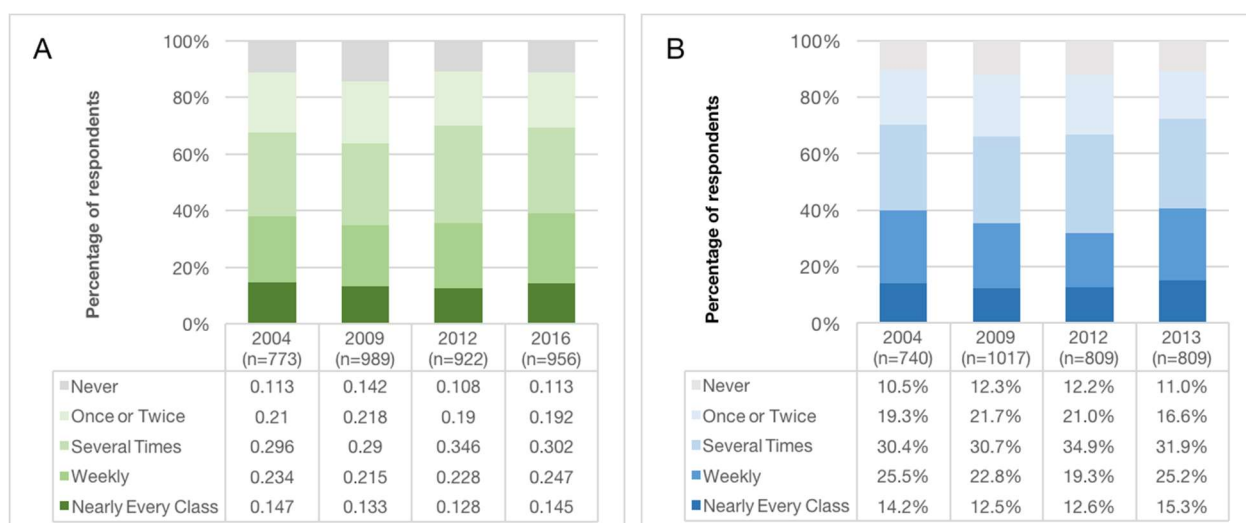 A
Percentage of respondents
100%
80%
60%
40%
20%
0%
2004 2009 2012 2016
(n=773) (n=989) (n=922) (n=956)
Never 0.113 0.142 0.108 0.113
Once or Twice 0.21 0.218 0.19 0.192
Several Times 0.296 0.29 0.346 0.302
Weekly 0.234 0.215 0.228 0.247
Nearly Every Class 0.147 0.133 0.128 0.145
B
Percentage of respondents
100%
80%
60%
40%
20%
0%
2004 2009 2012 2013
(n=740) (n=1017) (n=809) (n=809)
Never 10.5% 12.3% 12.2% 11.0%
Once or Twice 19.3% 21.7% 21.0% 16.6%
Several Times 30.4% 30.7% 34.9% 31.9%
Weekly 25.5% 22.8% 19.3% 25.2%
Nearly Every Class 14.2% 12.5% 12.6% 15.3%